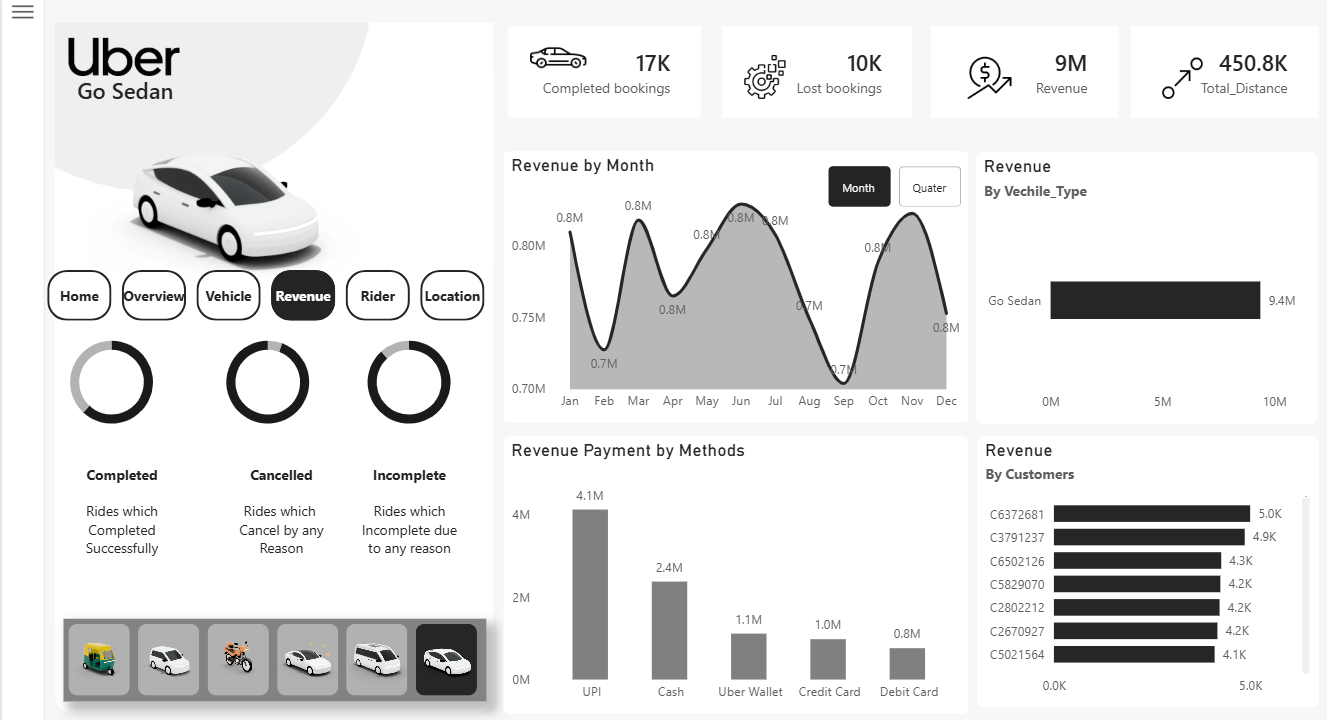 Uber
Go Sedan
Home
Overview
Vehicle
Revenue
Rider
Location
Completed
Rides which
Completed
Successfully
Cancelled
Rides which
Cancel by any
Reason
Incomplete
Rides which
Incomplete due
to any reason
17K
Completed bookings
10K
Lost bookings
$
9M
Revenue
450.8K
Total_Distance
Revenue by Month
Month
Quater
0.80M
0.75M
0.70M
0.8M
0.7M
0.8M
0.8M
0.8M
0.8M
0.8M
0.7M
0.7M
0.8M
0.8M
Jan Feb Mar Apr May Jun Jul Aug Sep Oct Nov Dec
Revenue
By Vechile_Type
Go Sedan
9.4M
0M 5M 10M
Revenue Payment by Methods
4M
2M
0M
4.1M
2.4M
1.1M
1.0M
0.8M
UPI Cash Uber Wallet Credit Card Debit Card
Revenue
By Customers
C6372681 5.0K
C3791237 4.9K
C6502126 4.3K
C5829070 4.2K
C2802212 4.2K
C2670927 4.2K
C5021564 4.1K
0.0K 5.0K